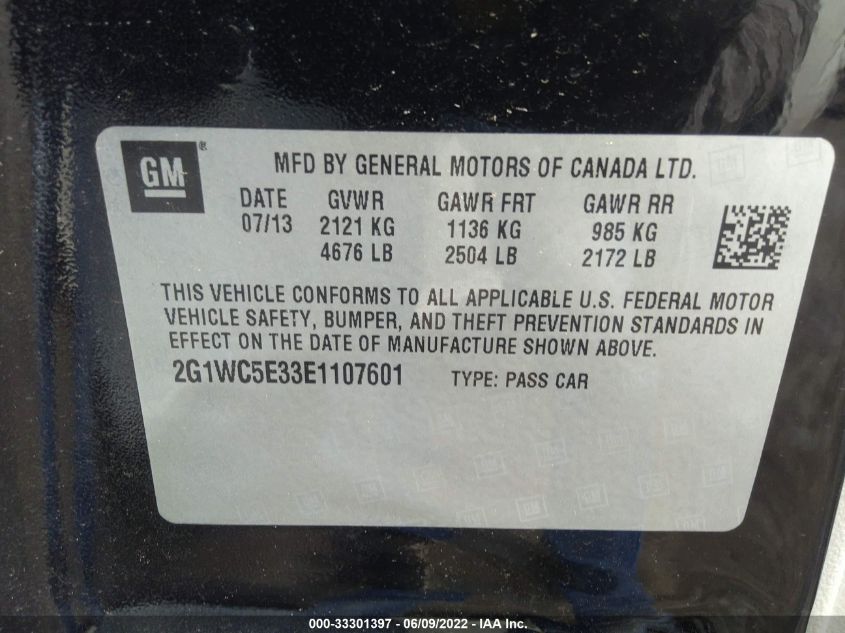 GM ®
MFD BY GENERAL MOTORS OF CANADA LTD.
DATE GVWR GAWR FRT GAWR RR
07/13 2121 KG 1136 KG 985 KG
4676 LB 2504 LB 2172 LB
THIS VEHICLE CONFORMS TO ALL APPLICABLE U.S. FEDERAL MOTOR
VEHICLE SAFETY, BUMPER, AND THEFT PREVENTION STANDARDS IN
EFFECT ON THE DATE OF MANUFACTURE SHOWN ABOVE.
2G1WC5E33E1107601 TYPE: PASS CAR
000-33301397 - 06/09/2022 - IAA Inc.